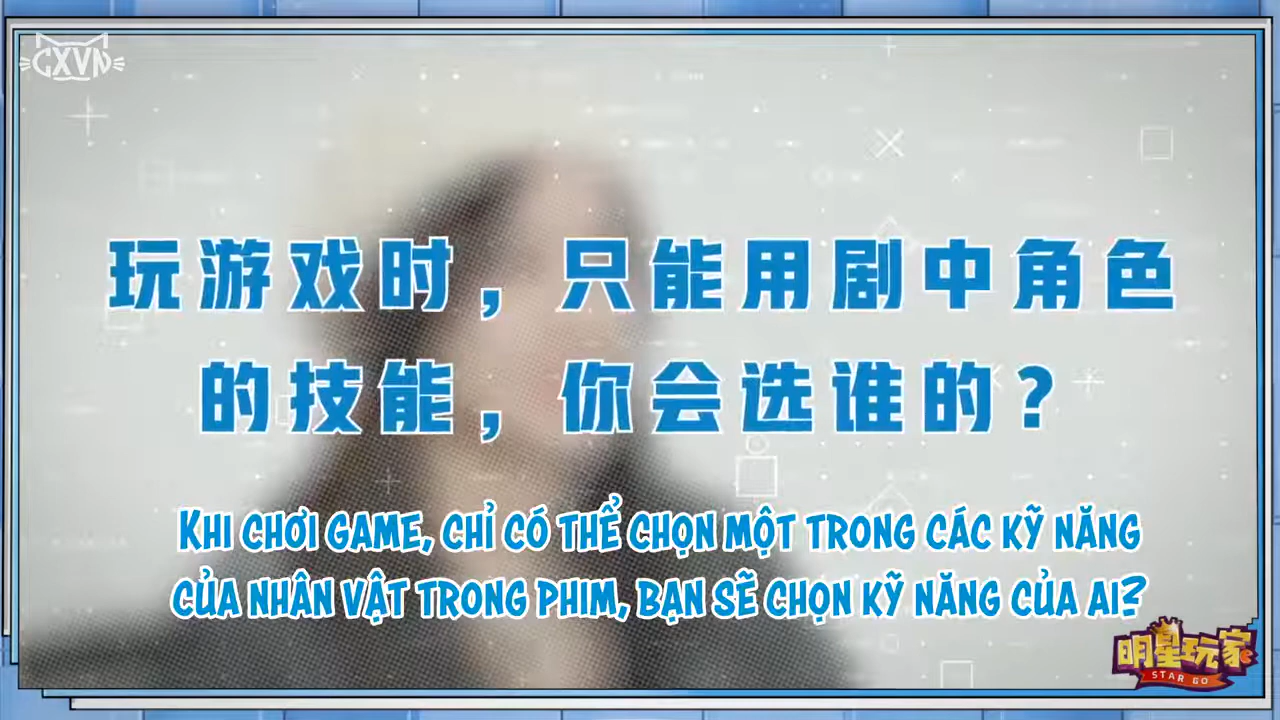 CXVN
玩游戏时，只能用剧中角色
的技能，你会选谁的？
KHI CHƠI GAME, CHỈ CÓ THỂ CHỌN MỘT TRONG CÁC KỸ NĂNG
CỦA NHÂN VẬT TRONG PHIM, BẠN SẼ CHỌN KỸ NĂNG CỦA AI?
明星玩家
STAR GO